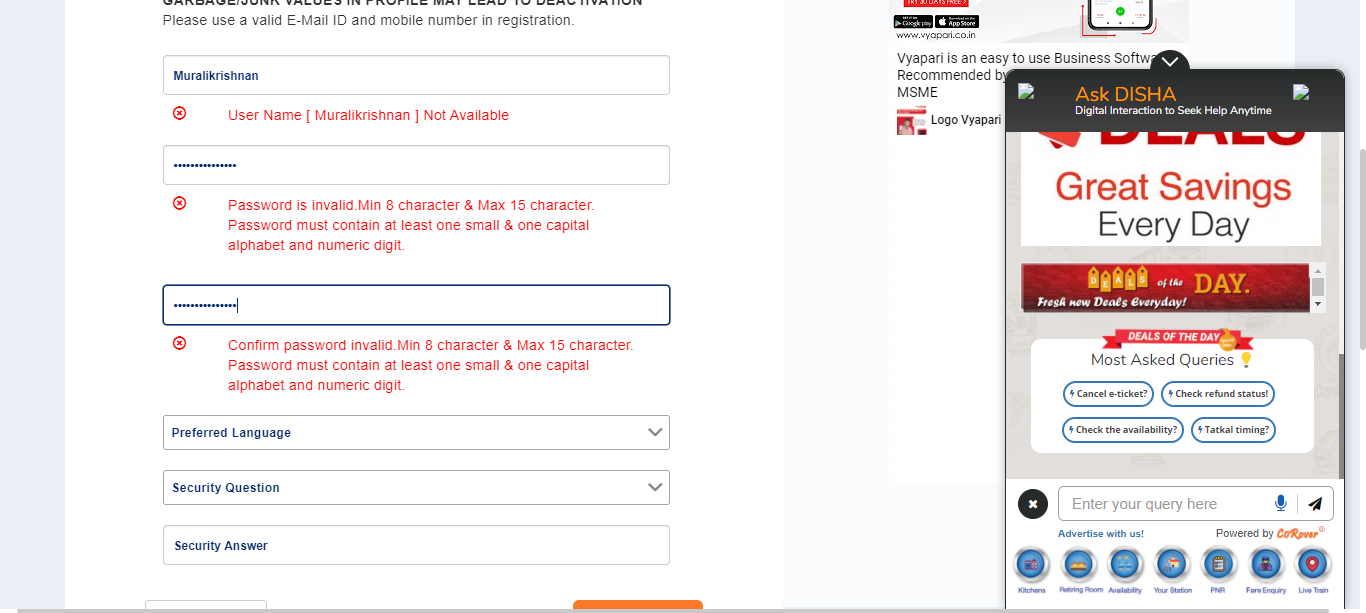 GARBAGE/JUNK VALUES IN PROFILE MAY LEAD TO DEACTIVATION
Please use a valid E-Mail ID and mobile number in registration.
Muralikrishnan
User Name [ Muralikrishnan ] Not Available
•••••••••••••••
Password is invalid.Min 8 character & Max 15 character.
Password must contain at least one small & one capital
alphabet and numeric digit.
•••••••••••••••
Confirm password invalid.Min 8 character & Max 15 character.
Password must contain at least one small & one capital
alphabet and numeric digit.
Preferred Language
Security Question
Security Answer
TRY 30 DAYS FREE >
GET IT ON Google play
Download on the App Store
www.vyapari.co.in
Vyapari is an easy to use Business Softwa
Recommended by
MSME
Logo Vyapari
Ask DISHA
Digital Interaction to Seek Help Anytime
DEALS
Great Savings
Every Day
DEALS of the DAY.
Fresh new Deals Everyday!
DEALS OF THE DAY
Most Asked Queries
Cancel e-ticket?
Check refund status!
Check the availability?
Tatkal timing?
Enter your query here
Advertise with us!
Powered by CoRover®
Kitchens
Retiring Room
Availability
Your Station
PNR
Fare Enquiry
Live Train